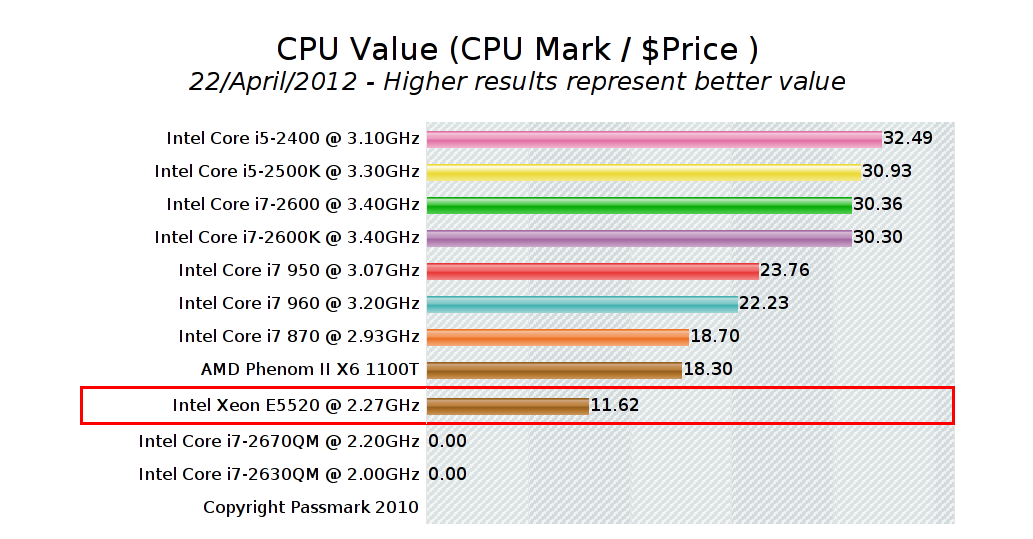 CPU Value (CPU Mark / $Price )
22/April/2012 - Higher results represent better value
Intel Core i5-2400 @ 3.10GHz 32.49
Intel Core i5-2500K @ 3.30GHz 30.93
Intel Core i7-2600 @ 3.40GHz 30.36
Intel Core i7-2600K @ 3.40GHz 30.30
Intel Core i7 950 @ 3.07GHz 23.76
Intel Core i7 960 @ 3.20GHz 22.23
Intel Core i7 870 @ 2.93GHz 18.70
AMD Phenom II X6 1100T 18.30
Intel Xeon E5520 @ 2.27GHz 11.62
Intel Core i7-2670QM @ 2.20GHz 0.00
Intel Core i7-2630QM @ 2.00GHz 0.00
Copyright Passmark 2010